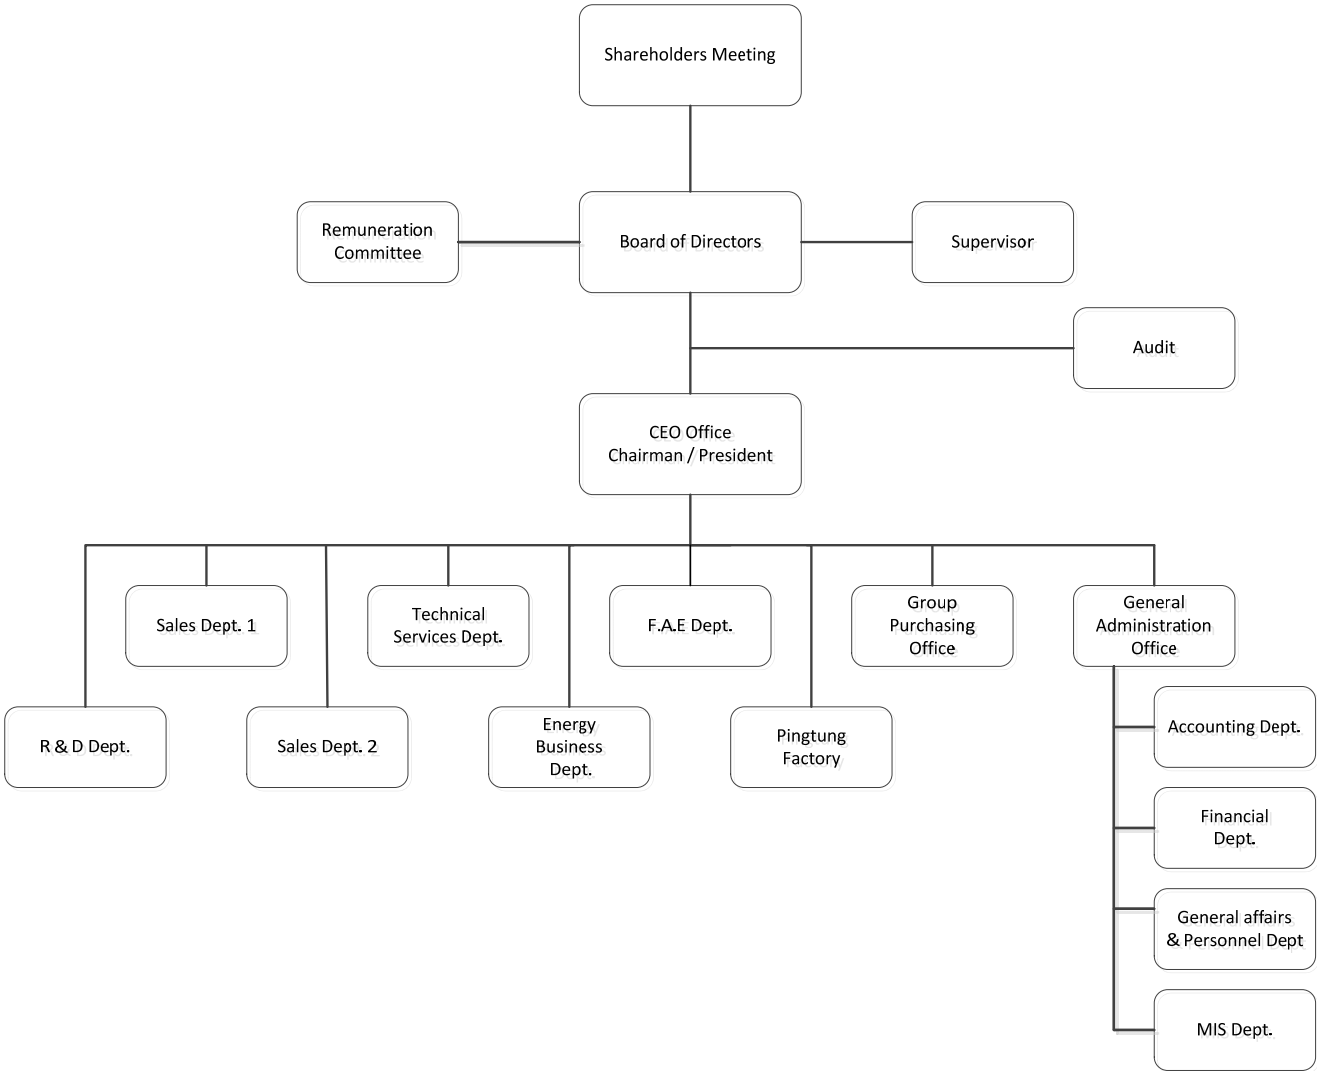 Shareholders Meeting
Remuneration
Committee
Board of Directors
Supervisor
Audit
CEO Office
Chairman / President
Sales Dept. 1
Technical
Services Dept.
F.A.E Dept.
Group
Purchasing
Office
General
Administration
Office
R & D Dept.
Sales Dept. 2
Energy
Business
Dept.
Pingtung
Factory
Accounting Dept.
Financial
Dept.
General affairs
& Personnel Dept
MIS Dept.